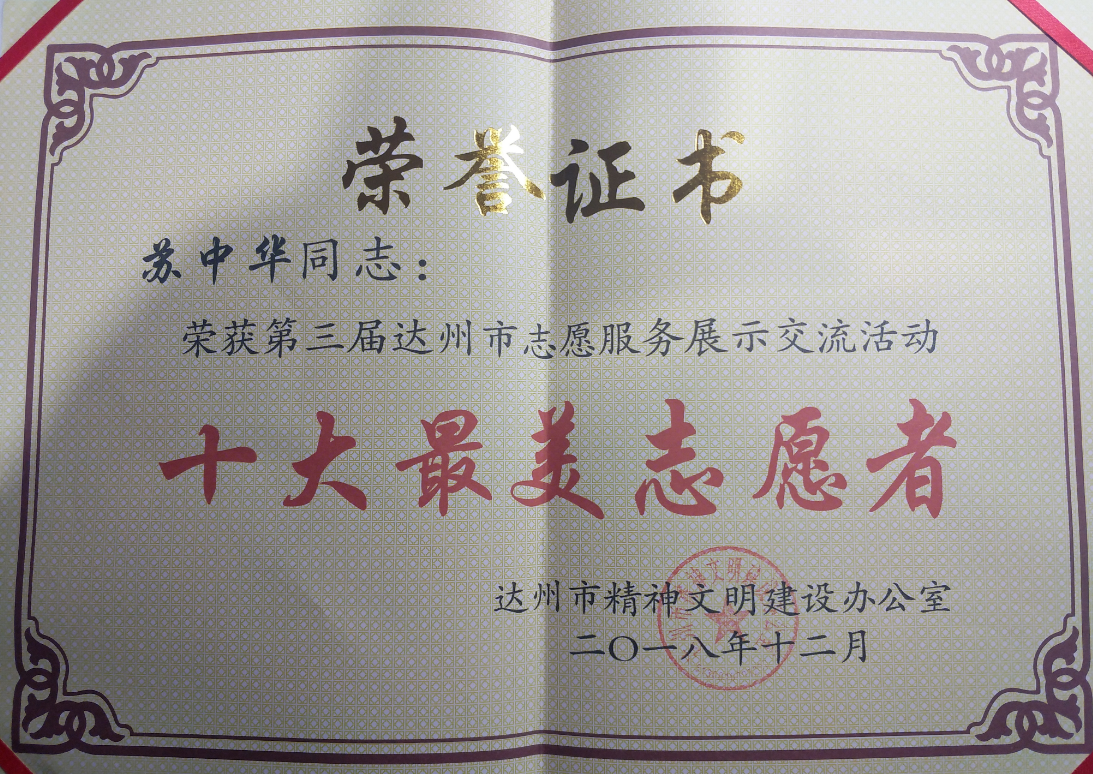 荣誉证书
苏中华同志：
荣获第三届达州市志愿服务展示交流活动
十大最美志愿者
达州市精神文明建设办公室
二〇一八年十二月